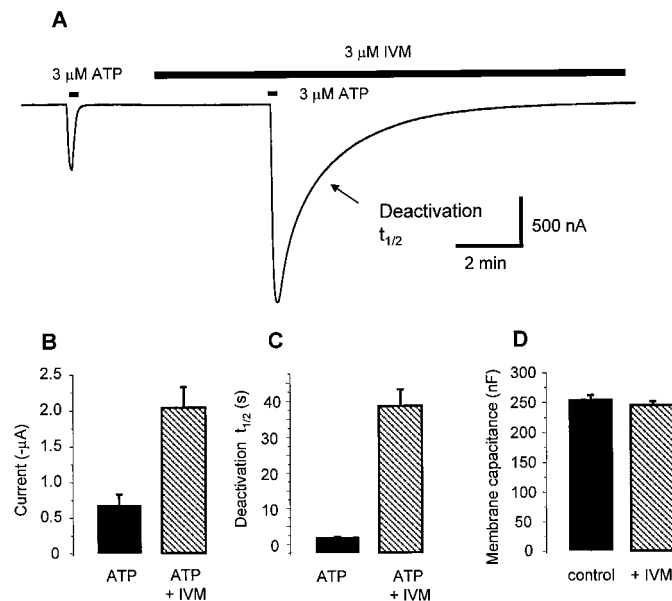 A
3 μM IVM
3 μM ATP
3 μM ATP
Deactivation
t1/2
500 nA
2 min
B
Current (-μA)
2.5
2.0
1.5
1.0
0.5
0
ATP
ATP
+ IVM
C
Deactivation t1/2 (s)
40
30
20
10
0
ATP
ATP
+ IVM
D
Membrane capacitance (nF)
300
250
200
150
100
50
0
control
+ IVM